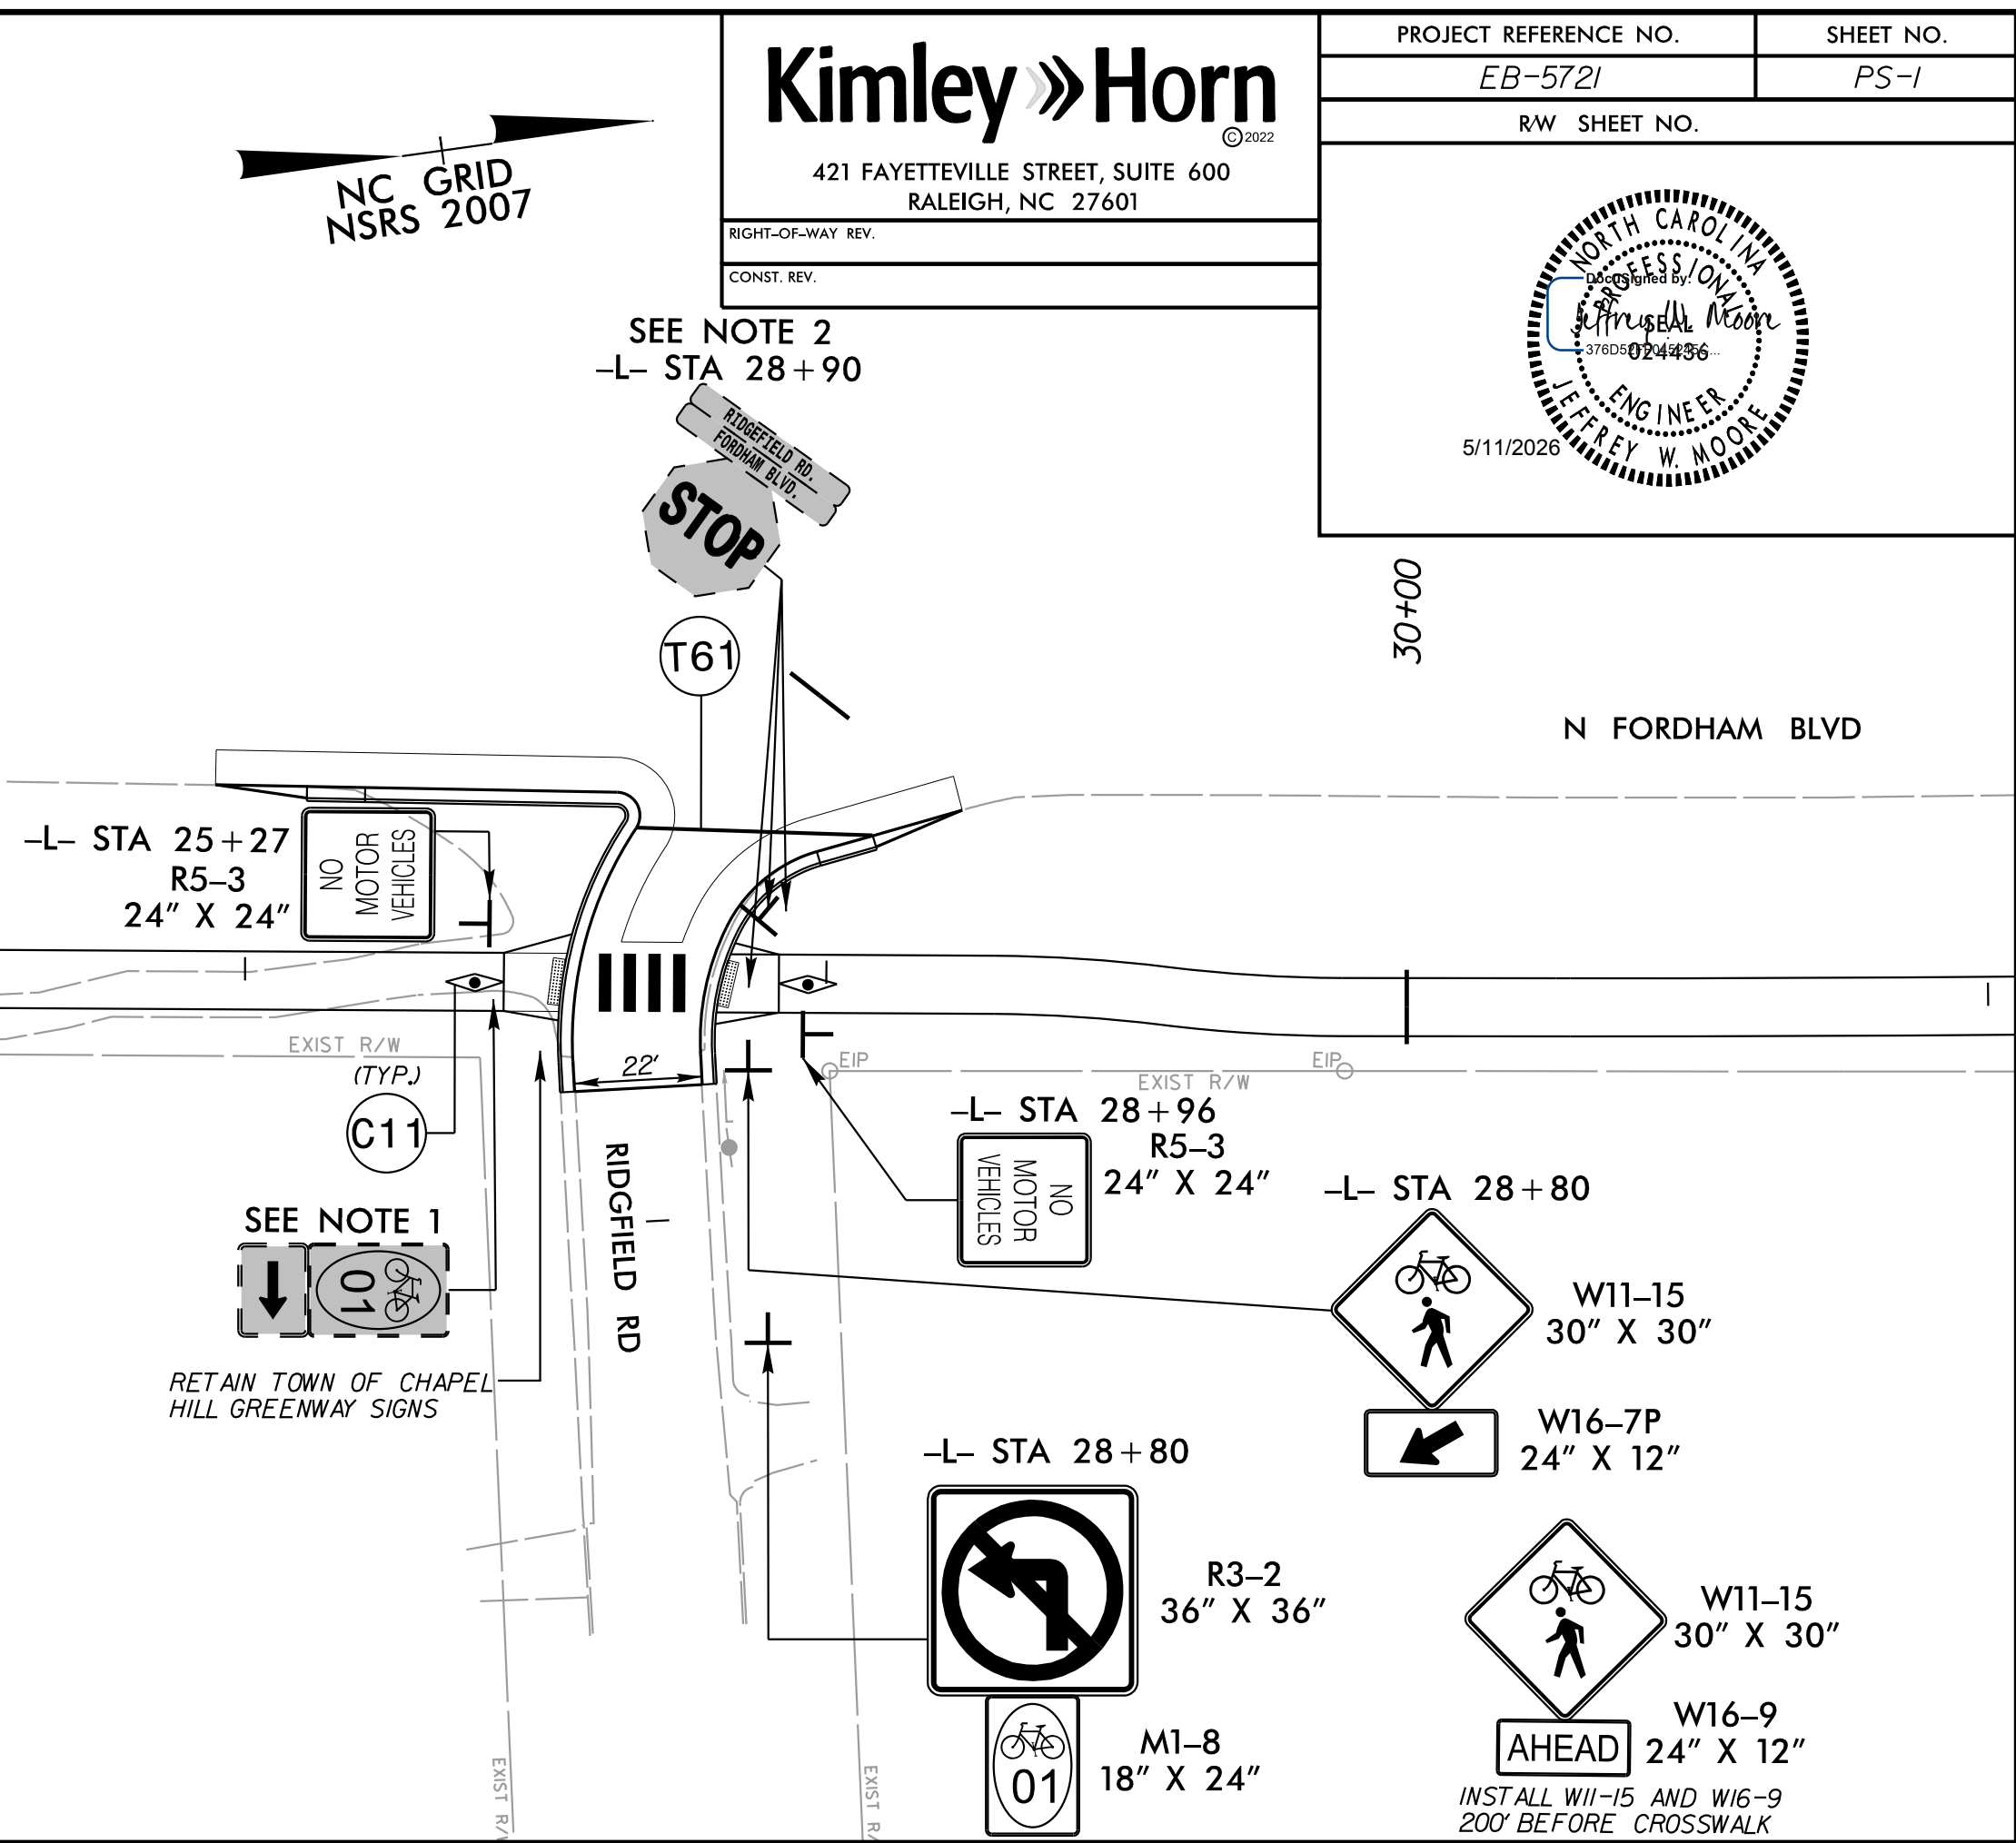 Kimley»Horn
© 2022
421 FAYETTEVILLE STREET, SUITE 600
RALEIGH, NC 27601
RIGHT-OF-WAY REV.
CONST. REV.
PROJECT REFERENCE NO.
SHEET NO.
EB-5721
PS-1
R/W SHEET NO.
NORTH CAROLINA
PROFESSIONAL
DocuSigned by:
Jeffrey W. Moore
SEAL
024436
ENGINEER
JEFFREY W. MOORE
5/11/2026
NC GRID
NSRS 2007
SEE NOTE 2
-L- STA 28+90
RIDGEFIELD RD.
FORDHAM BLVD.
STOP
T61
30+00
N FORDHAM BLVD
-L- STA 25+27
R5-3
24" X 24"
NO
MOTOR
VEHICLES
EXIST R/W
(TYP.)
C11
22'
EIP
EIP
EXIST R/W
RIDGFIELD RD
-L- STA 28+96
R5-3
24" X 24"
NO
MOTOR
VEHICLES
SEE NOTE 1
01
RETAIN TOWN OF CHAPEL
HILL GREENWAY SIGNS
-L- STA 28+80
W11-15
30" X 30"
W16-7P
24" X 12"
-L- STA 28+80
R3-2
36" X 36"
01
M1-8
18" X 24"
W11-15
30" X 30"
AHEAD
W16-9
24" X 12"
INSTALL W11-15 AND W16-9
200' BEFORE CROSSWALK
EXIST R/
EXIST R/